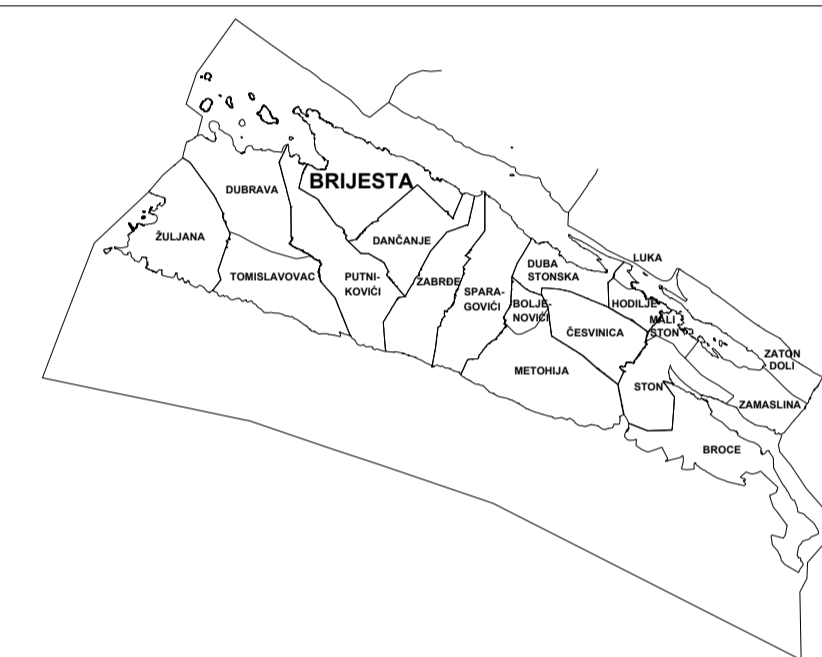 BRIJESTA
DUBRAVA
ŽULJANA
DANČANJE
TOMISLAVOVAC
PUTNI-
KOVIĆI
ZABRĐE
SPARA-
GOVIĆI
DUBA
STONSKA
LUKA
BOLJE-
NOVIĆI
HODILJE
MALI
STON
ČESVINICA
ZATON
DOLI
METOHIJA
STON
ZAMASLINA
BROCE